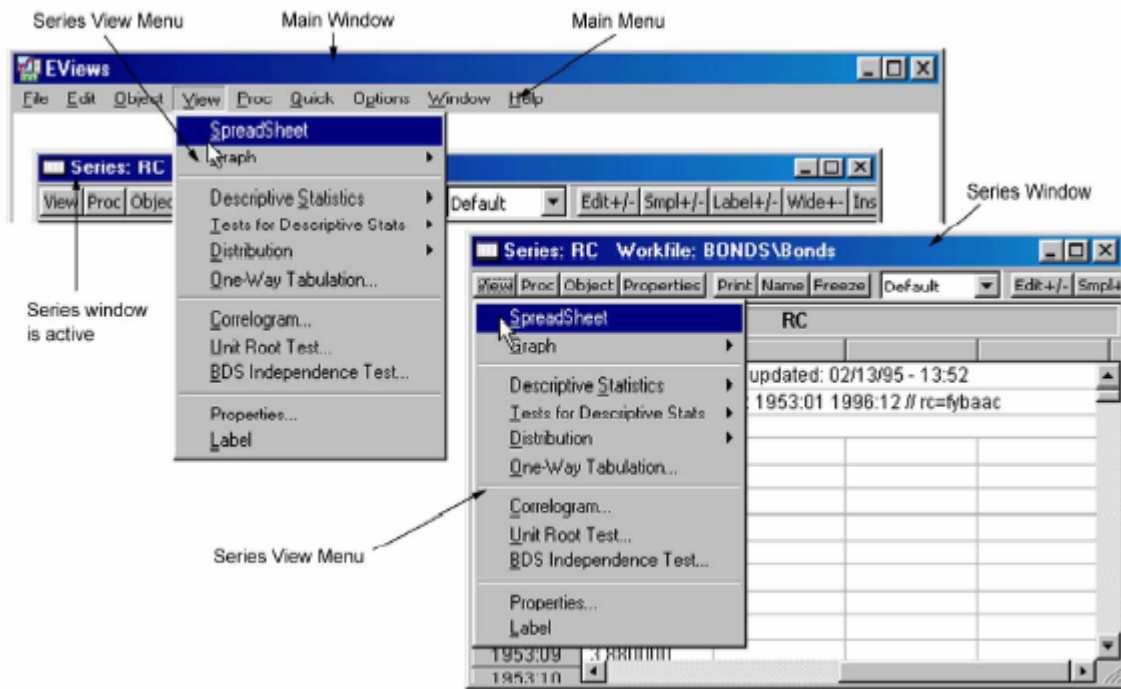 Series View Menu
Main Window
Main Menu
EViews
File Edit Object View Proc Quick Options Window Help
SpreadSheet
Graph
Descriptive Statistics
Tests for Descriptive Stats
Distribution
One-Way Tabulation...
Correlogram...
Unit Root Test...
BDS Independence Test...
Properties...
Label
Series: RC
View Proc Objec Default Edit+/- Smpl+/- Label+/- Wide+- Ins
Series window
is active
Series Window
Series: RC Workfile: BONDS\Bonds
View Proc Object Properties Print Name Freeze Default Edit+/- Smpl+
RC
updated: 02/13/95 - 13:52
1953:01 1996:12 // rc=fybaac
SpreadSheet
Graph
Descriptive Statistics
Tests for Descriptive Stats
Distribution
One-Way Tabulation...
Correlogram...
Unit Root Test...
BDS Independence Test...
Properties...
Label
Series View Menu
1953:09 3.880000
1953:10